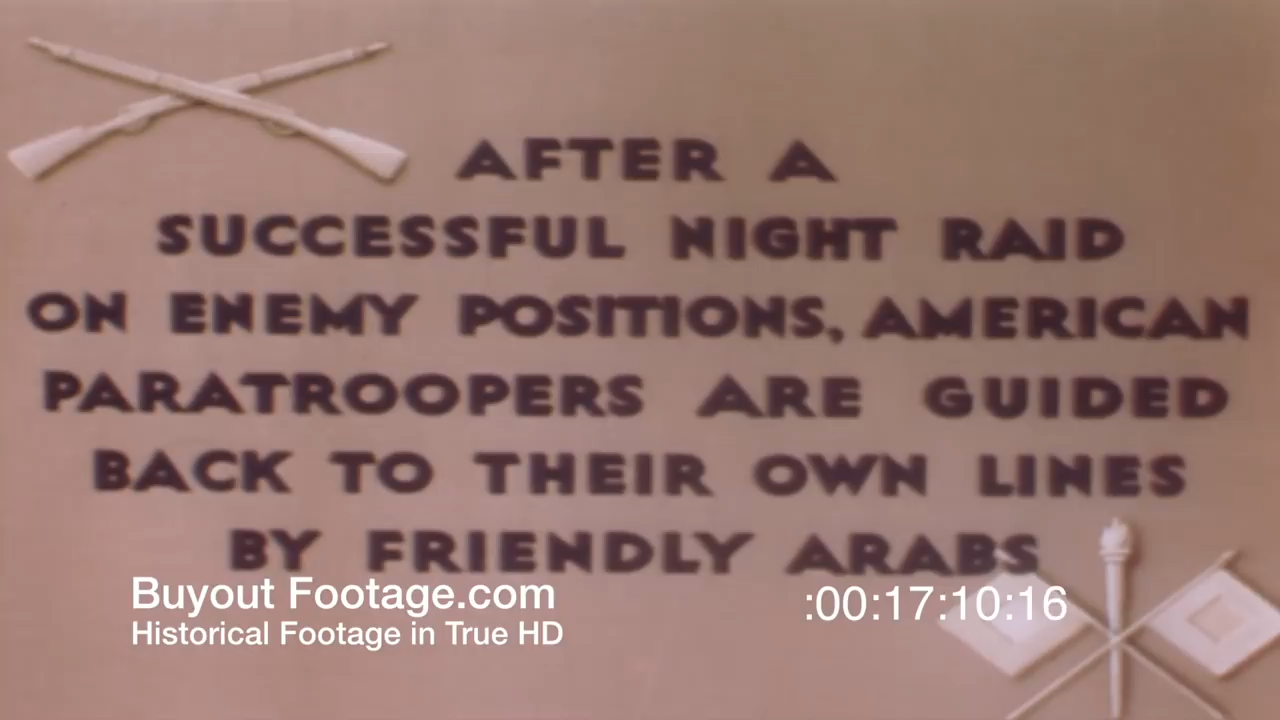 AFTER A
SUCCESSFUL NIGHT RAID
ON ENEMY POSITIONS, AMERICAN
PARATROOPERS ARE GUIDED
BACK TO THEIR OWN LINES
BY FRIENDLY ARABS
Buyout Footage.com
Historical Footage in True HD
:00:17:10:16